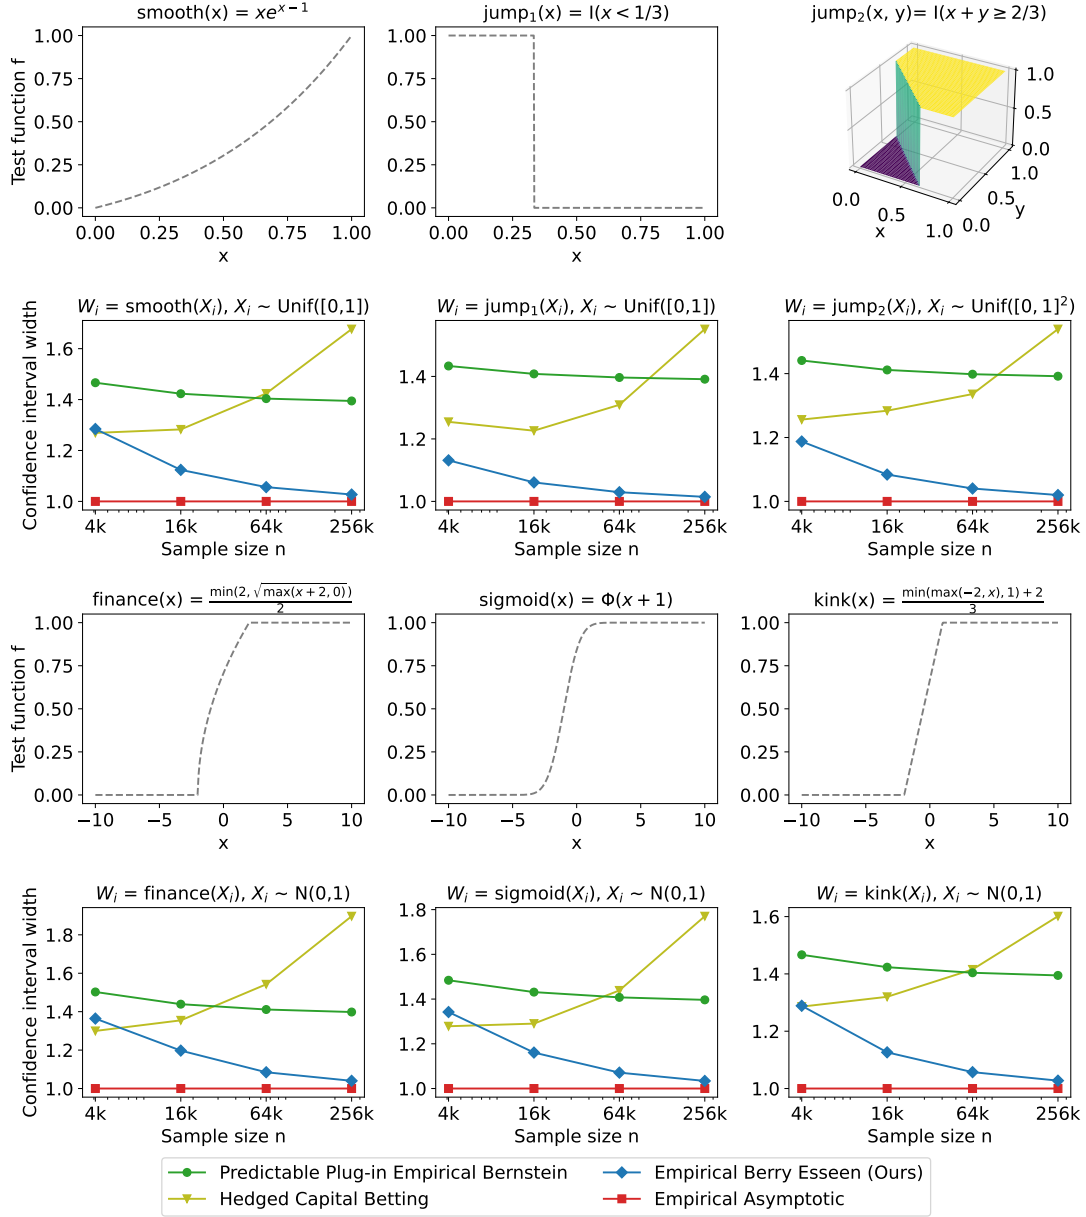 smooth(x) = xe^{x − 1}
jump₁(x) = I(x < 1/3)
jump₂(x, y)= I(x + y ≥ 2/3)
Test function f
1.00
0.75
0.50
0.25
0.00
0.00 0.25 0.50 0.75 1.00
x
1.00
0.75
0.50
0.25
0.00
0.00 0.25 0.50 0.75 1.00
x
1.0
0.5
0.0
0.0 0.5 1.0
x
0.0 0.5 1.0
y
W_i = smooth(X_i), X_i ~ Unif([0,1])
W_i = jump₁(X_i), X_i ~ Unif([0,1])
W_i = jump₂(X_i), X_i ~ Unif([0, 1]²)
Confidence interval width
1.6
1.4
1.2
1.0
4k 16k 64k 256k
Sample size n
1.4
1.2
1.0
4k 16k 64k 256k
Sample size n
1.4
1.2
1.0
4k 16k 64k 256k
Sample size n
finance(x) = \frac{min(2, \sqrt{max(x + 2, 0)})}{2}
sigmoid(x) = Φ(x + 1)
kink(x) = \frac{min(max(−2, x), 1) + 2}{3}
Test function f
1.00
0.75
0.50
0.25
0.00
−10 −5 0 5 10
x
1.00
0.75
0.50
0.25
0.00
−10 −5 0 5 10
x
1.00
0.75
0.50
0.25
0.00
−10 −5 0 5 10
x
W_i = finance(X_i), X_i ~ N(0,1)
W_i = sigmoid(X_i), X_i ~ N(0,1)
W_i = kink(X_i), X_i ~ N(0,1)
Confidence interval width
1.8
1.6
1.4
1.2
1.0
4k 16k 64k 256k
Sample size n
1.8
1.6
1.4
1.2
1.0
4k 16k 64k 256k
Sample size n
1.6
1.4
1.2
1.0
4k 16k 64k 256k
Sample size n
Predictable Plug-in Empirical Bernstein
Hedged Capital Betting
Empirical Berry Esseen (Ours)
Empirical Asymptotic